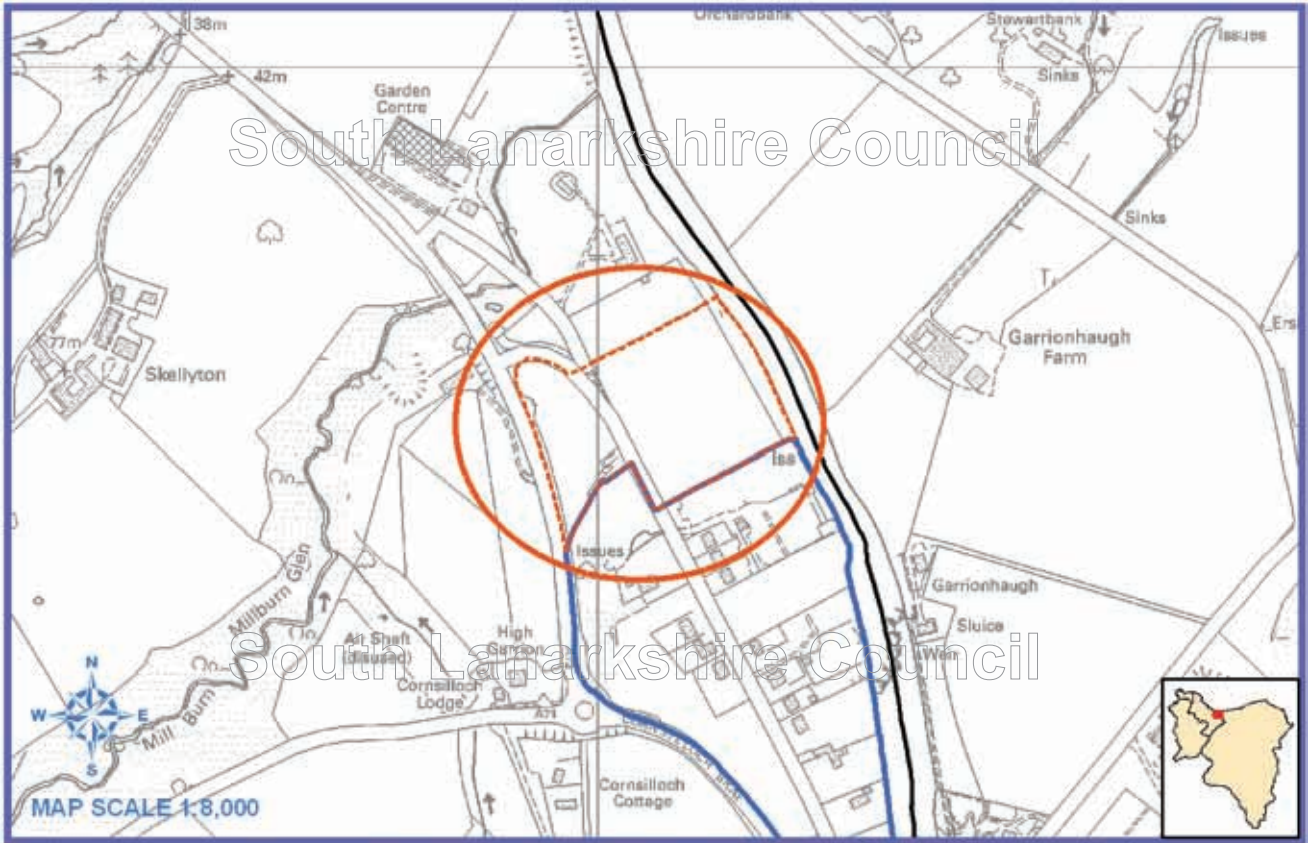 38m
Orchardbank
Stewartbank
Issues
42m
Sinks
Garden
Centre
South Lanarkshire Council
Sinks
Garrionhaugh
Farm
77m
Skellyton
Iss
Issues
Millburn Glen
Garrionhaugh
Sluice
Air Shaft
(disused)
High
Garrion
South Lanarkshire Council
Weir
Cornsilloch
Lodge
N
W
E
S
Mill Burn
Cornsilloch
Cottage
MAP SCALE 1:8,000